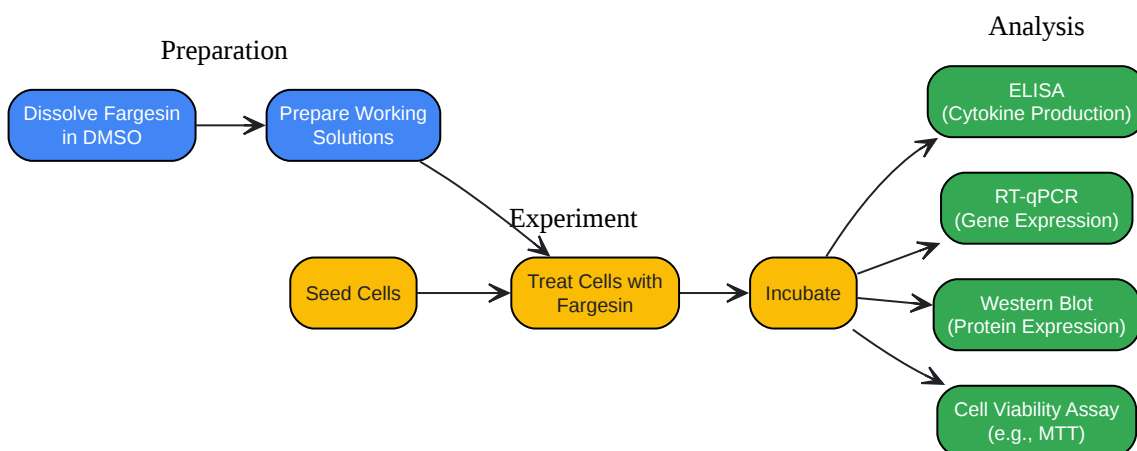 Preparation
Dissolve Fargesin
in DMSO
Prepare Working
Solutions
Experiment
Seed Cells
Treat Cells with
Fargesin
Incubate
Analysis
ELISA
(Cytokine Production)
RT-qPCR
(Gene Expression)
Western Blot
(Protein Expression)
Cell Viability Assay
(e.g., MTT)